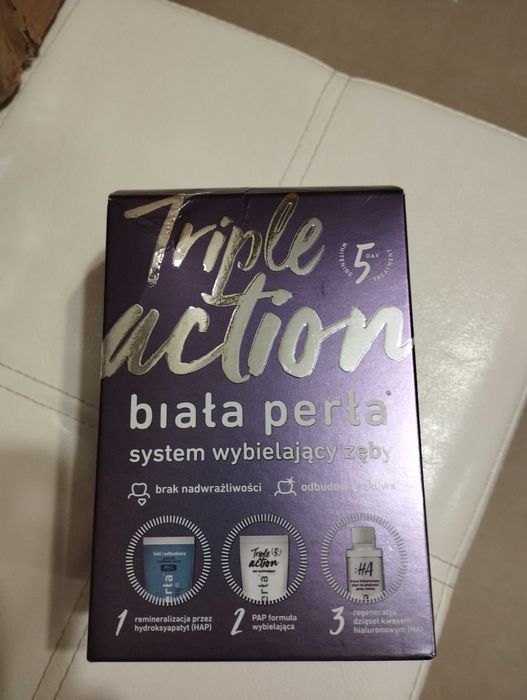 Triple
action
WHITENING 5 DAY TREATMENT
biała perła
system wybielający zęby
brak nadwrażliwości
odbudowa szkliwa
Triple 5
action
HA
1 remineralizacja przez
hydroksyapatyt (HAP)
2 PAP formuła
wybielająca
3 regeneracja
dziąseł kwasem
hialuronowym (HA)